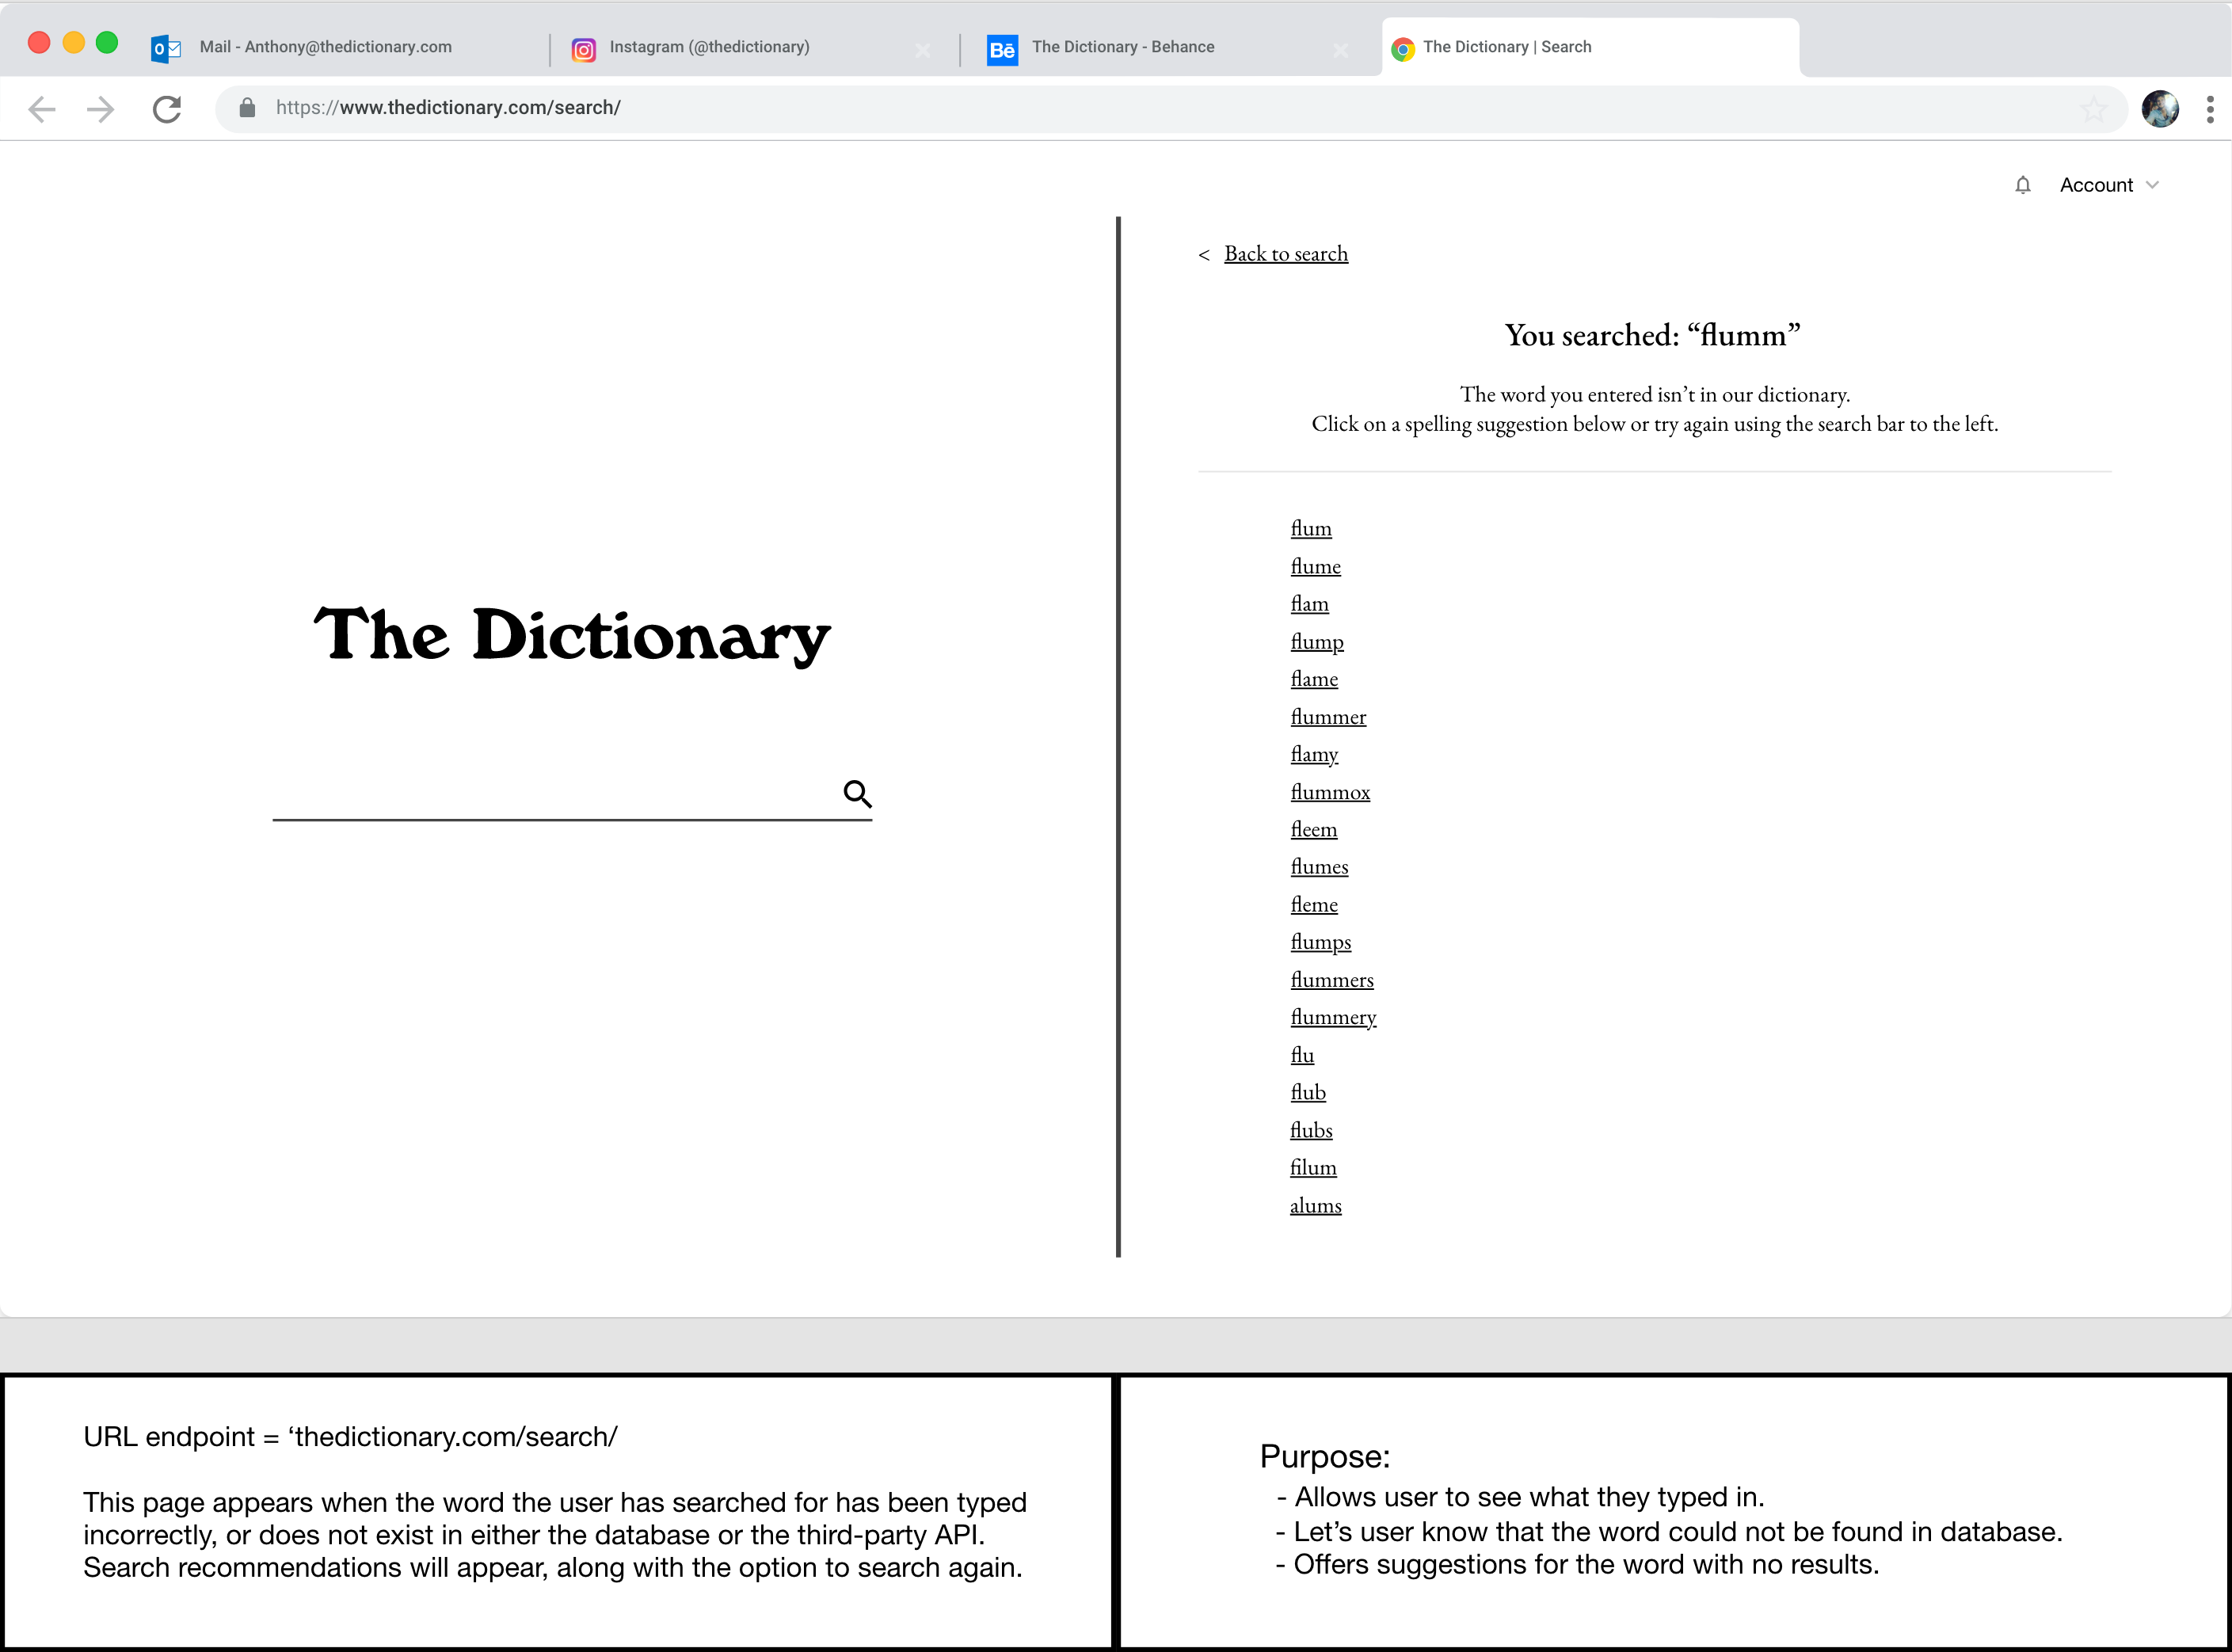 Mail - Anthony@thedictionary.com
Instagram (@thedictionary)
Bē
The Dictionary - Behance
The Dictionary | Search
https://www.thedictionary.com/search/
Account
< Back to search
You searched: “flumm”
The word you entered isn’t in our dictionary.
Click on a spelling suggestion below or try again using the search bar to the left.
The Dictionary
flum
flume
flam
flump
flame
flummer
flamy
flummox
fleem
flumes
fleme
flumps
flummers
flummery
flu
flub
flubs
filum
alums
URL endpoint = ‘thedictionary.com/search/
This page appears when the word the user has searched for has been typed
incorrectly, or does not exist in either the database or the third-party API.
Search recommendations will appear, along with the option to search again.
Purpose:
- Allows user to see what they typed in.
- Let’s user know that the word could not be found in database.
- Offers suggestions for the word with no results.